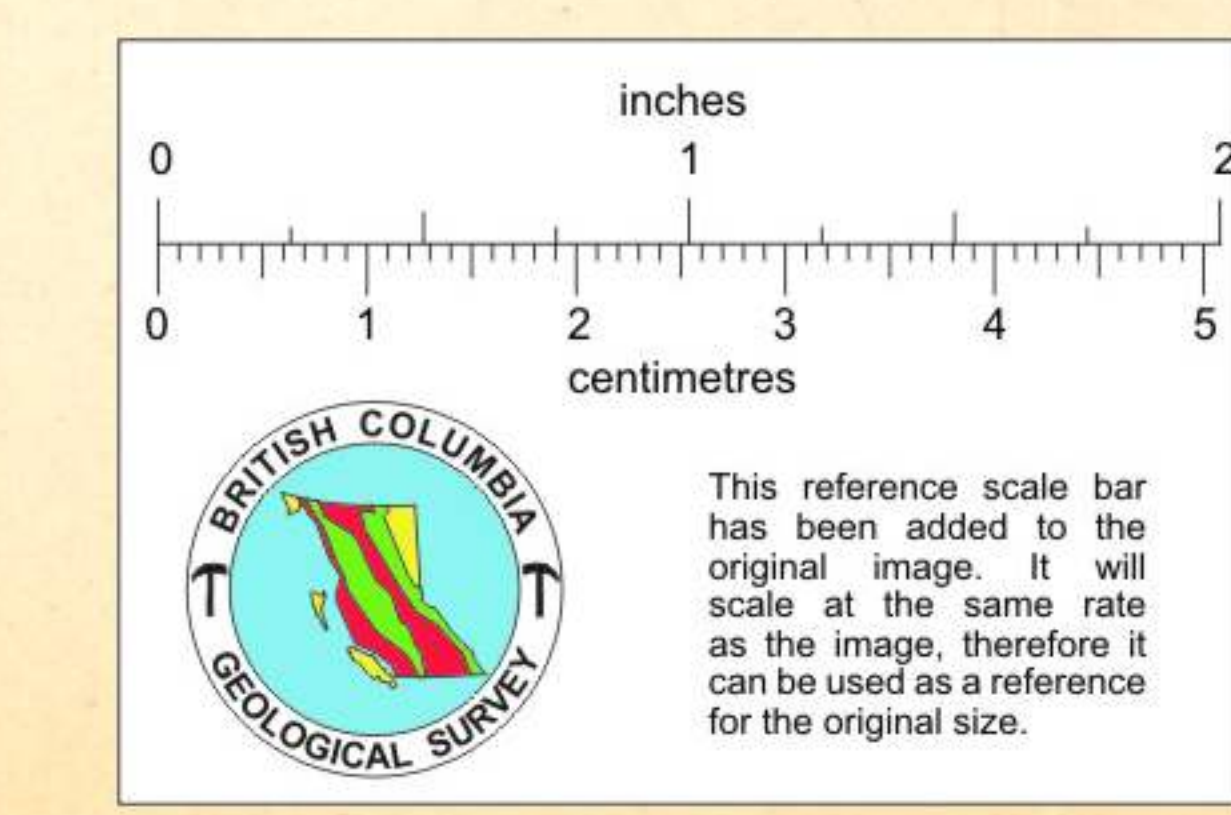 inches
0 1 2
0 1 2 3 4 5
centimetres
BRITISH COLUMBIA
GEOLOGICAL SURVEY
This reference scale bar
has been added to the
original image. It will
scale at the same rate
as the image, therefore it
can be used as a reference
for the original size.